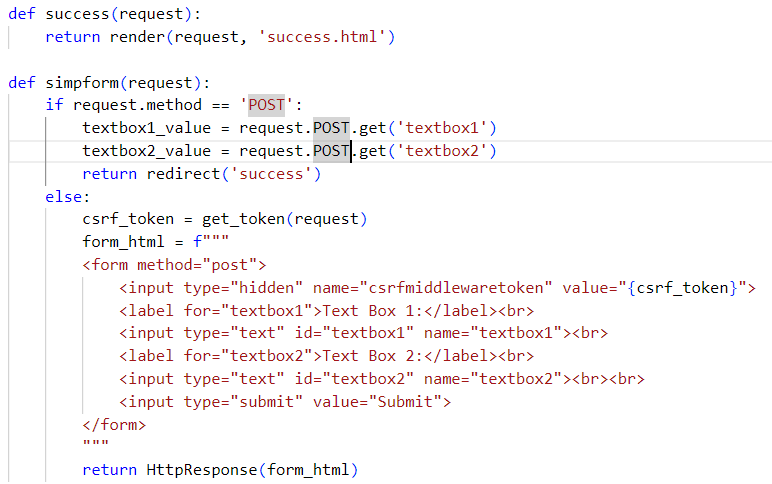 def success(request):
    return render(request, 'success.html')

def simpform(request):
    if request.method == 'POST':
        textbox1_value = request.POST.get('textbox1')
        textbox2_value = request.POST.get('textbox2')
        return redirect('success')
    else:
        csrf_token = get_token(request)
        form_html = f"""
        <form method="post">
            <input type="hidden" name="csrfmiddlewaretoken" value="{csrf_token}">
            <label for="textbox1">Text Box 1:</label><br>
            <input type="text" id="textbox1" name="textbox1"><br>
            <label for="textbox2">Text Box 2:</label><br>
            <input type="text" id="textbox2" name="textbox2"><br><br>
            <input type="submit" value="Submit">
        </form>
        """
        return HttpResponse(form_html)